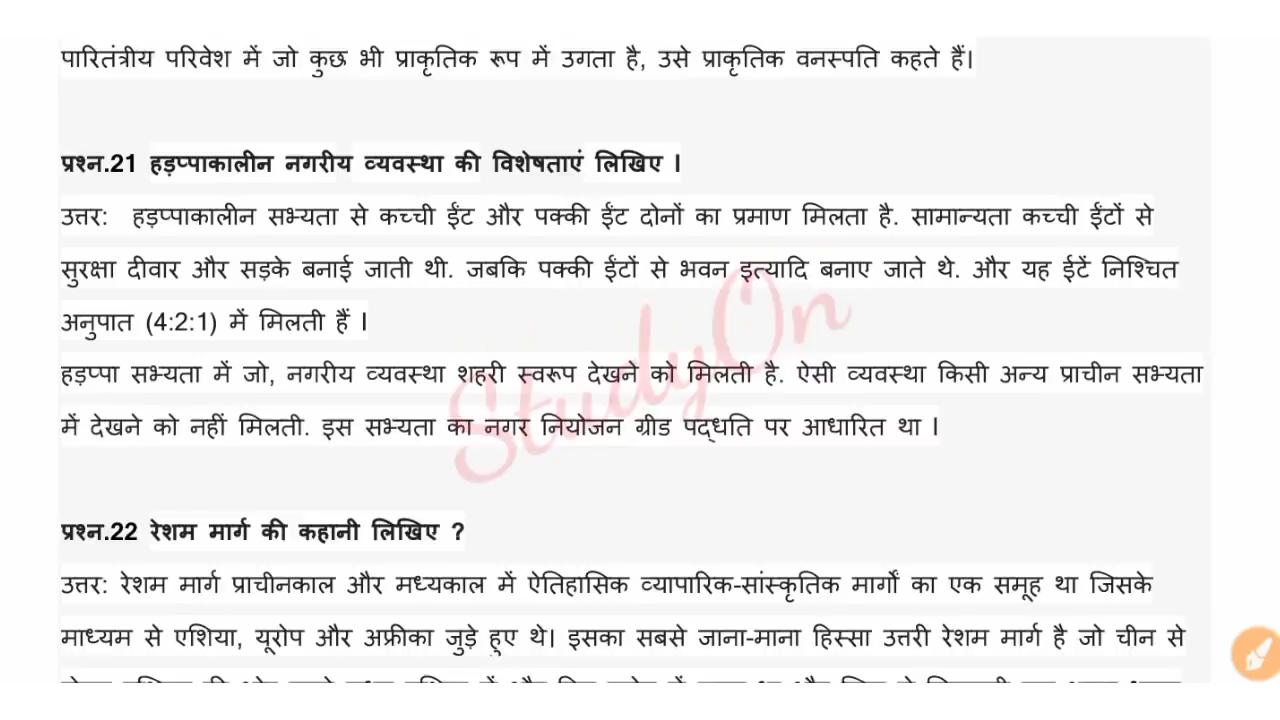 पारितंत्रीय परिवेश में जो कुछ भी प्राकृतिक रूप में उगता है, उसे प्राकृतिक वनस्पति कहते हैं।
प्रश्न.21 हड़प्पाकालीन नगरीय व्यवस्था की विशेषताएं लिखिए ।
उत्तर: हड़प्पाकालीन सभ्यता से कच्ची ईंट और पक्की ईंट दोनों का प्रमाण मिलता है. सामान्यता कच्ची ईंटों से
सुरक्षा दीवार और सड़के बनाई जाती थी. जबकि पक्की ईंटों से भवन इत्यादि बनाए जाते थे. और यह ईटें निश्चित
अनुपात (4:2:1) में मिलती हैं ।
हड़प्पा सभ्यता में जो, नगरीय व्यवस्था शहरी स्वरूप देखने को मिलती है. ऐसी व्यवस्था किसी अन्य प्राचीन सभ्यता
में देखने को नहीं मिलती. इस सभ्यता का नगर नियोजन ग्रीड पद्धति पर आधारित था ।
StudyOn
प्रश्न.22 रेशम मार्ग की कहानी लिखिए ?
उत्तर: रेशम मार्ग प्राचीनकाल और मध्यकाल में ऐतिहासिक व्यापारिक-सांस्कृतिक मार्गों का एक समूह था जिसके
माध्यम से एशिया, यूरोप और अफ्रीका जुड़े हुए थे। इसका सबसे जाना-माना हिस्सा उत्तरी रेशम मार्ग है जो चीन से